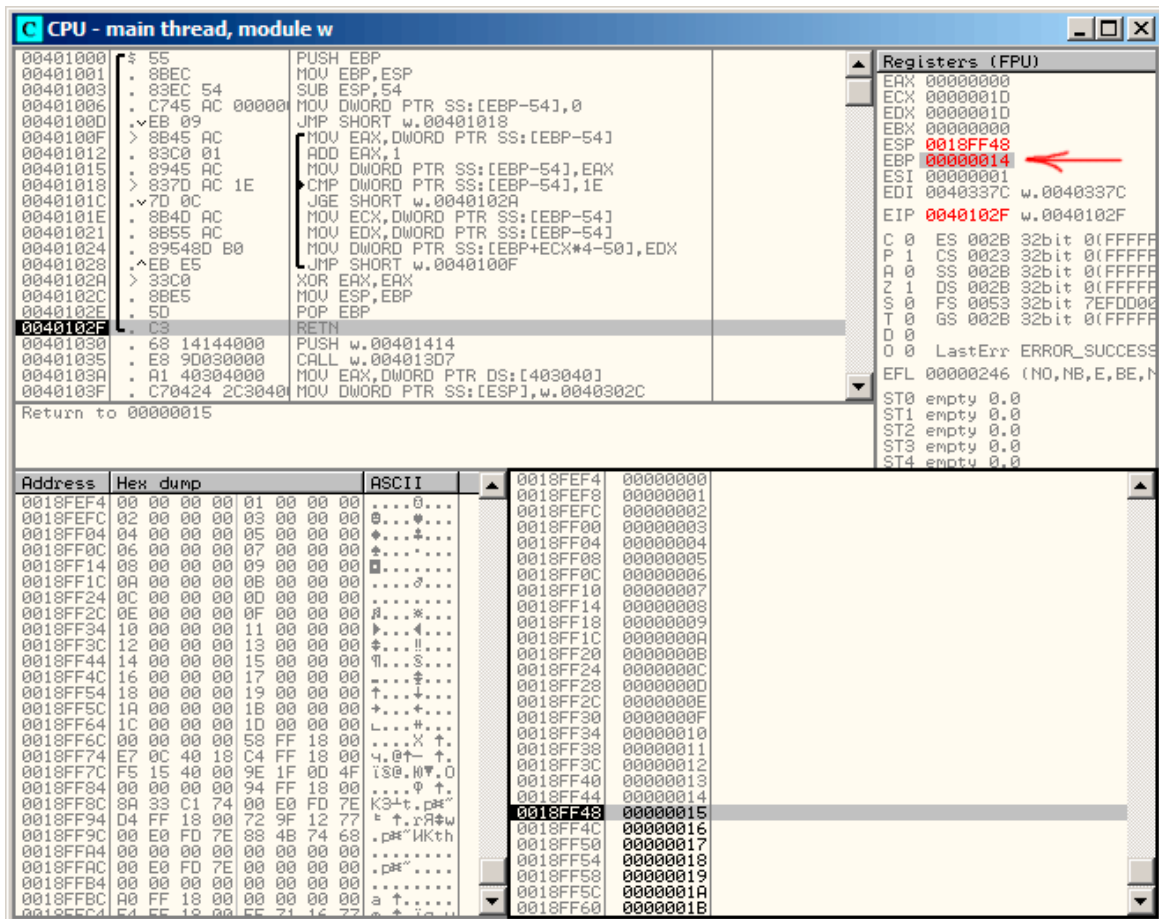 C CPU - main thread, module w
00401000 $ 55 PUSH EBP
00401001 . 8BEC MOV EBP,ESP
00401003 . 83EC 54 SUB ESP,54
00401006 . C745 AC 000000 MOV DWORD PTR SS:[EBP-54],0
0040100D . EB 09 JMP SHORT w.00401018
0040100F > 8B45 AC MOV EAX,DWORD PTR SS:[EBP-54]
00401012 . 83C0 01 ADD EAX,1
00401015 . 8945 AC MOV DWORD PTR SS:[EBP-54],EAX
00401018 > 837D AC 1E CMP DWORD PTR SS:[EBP-54],1E
0040101C . 7D 0C JGE SHORT w.0040102A
0040101E . 8B4D AC MOV ECX,DWORD PTR SS:[EBP-54]
00401021 . 8B55 AC MOV EDX,DWORD PTR SS:[EBP-54]
00401024 . 89548D B0 MOV DWORD PTR SS:[EBP+ECX*4-50],EDX
00401028 .^EB E5 JMP SHORT w.0040100F
0040102A > 33C0 XOR EAX,EAX
0040102C . 8BE5 MOV ESP,EBP
0040102E . 5D POP EBP
0040102F . C3 RETN
00401030 . 68 14144000 PUSH w.00401414
00401035 . E8 9D030000 CALL w.004013D7
0040103A . A1 40304000 MOV EAX,DWORD PTR DS:[403040]
0040103F . C70424 2C3040 MOV DWORD PTR SS:[ESP],w.0040302C
Return to 00000015
Registers (FPU)
EAX 00000000
ECX 0000001D
EDX 0000001D
EBX 00000000
ESP 0018FF48
EBP 00000014
ESI 00000001
EDI 0040337C w.0040337C
EIP 0040102F w.0040102F
C 0 ES 002B 32bit 0(FFFFF
P 1 CS 0023 32bit 0(FFFFF
A 0 SS 002B 32bit 0(FFFFF
Z 1 DS 002B 32bit 0(FFFFF
S 0 FS 0053 32bit 7EFDD00
T 0 GS 002B 32bit 0(FFFFF
D 0
O 0 LastErr ERROR_SUCCESS
EFL 00000246 (NO,NB,E,BE,N
ST0 empty 0.0
ST1 empty 0.0
ST2 empty 0.0
ST3 empty 0.0
ST4 empty 0.0
Address Hex dump ASCII
0018FEF4 00 00 00 00 01 00 00 00
0018FEFC 02 00 00 00 03 00 00 00
0018FF04 04 00 00 00 05 00 00 00
0018FF0C 06 00 00 00 07 00 00 00
0018FF14 08 00 00 00 09 00 00 00
0018FF1C 0A 00 00 00 0B 00 00 00
0018FF24 0C 00 00 00 0D 00 00 00
0018FF2C 0E 00 00 00 0F 00 00 00
0018FF34 10 00 00 00 11 00 00 00
0018FF3C 12 00 00 00 13 00 00 00
0018FF44 14 00 00 00 15 00 00 00
0018FF4C 16 00 00 00 17 00 00 00
0018FF54 18 00 00 00 19 00 00 00
0018FF5C 1A 00 00 00 1B 00 00 00
0018FF64 1C 00 00 00 1D 00 00 00
0018FF6C 00 00 00 00 58 FF 18 00
0018FF74 E7 0C 40 18 C4 FF 18 00
0018FF7C F5 15 40 00 9E 1F 0D 4F
0018FF84 00 00 00 00 94 FF 18 00
0018FF8C 8A 33 C1 74 00 E0 FD 7E
0018FF94 D4 FF 18 00 72 9F 12 77
0018FF9C 00 E0 FD 7E 88 4B 74 68
0018FFA4 00 00 00 00 00 00 00 00
0018FFAC 00 E0 FD 7E 00 00 00 00
0018FFB4 00 00 00 00 00 00 00 00
0018FFBC A0 FF 18 00 00 00 00 00
0018FEF4 00000000
0018FEF8 00000001
0018FEFC 00000002
0018FF00 00000003
0018FF04 00000004
0018FF08 00000005
0018FF0C 00000006
0018FF10 00000007
0018FF14 00000008
0018FF18 00000009
0018FF1C 0000000A
0018FF20 0000000B
0018FF24 0000000C
0018FF28 0000000D
0018FF2C 0000000E
0018FF30 0000000F
0018FF34 00000010
0018FF38 00000011
0018FF3C 00000012
0018FF40 00000013
0018FF44 00000014
0018FF48 00000015
0018FF4C 00000016
0018FF50 00000017
0018FF54 00000018
0018FF58 00000019
0018FF5C 0000001A
0018FF60 0000001B